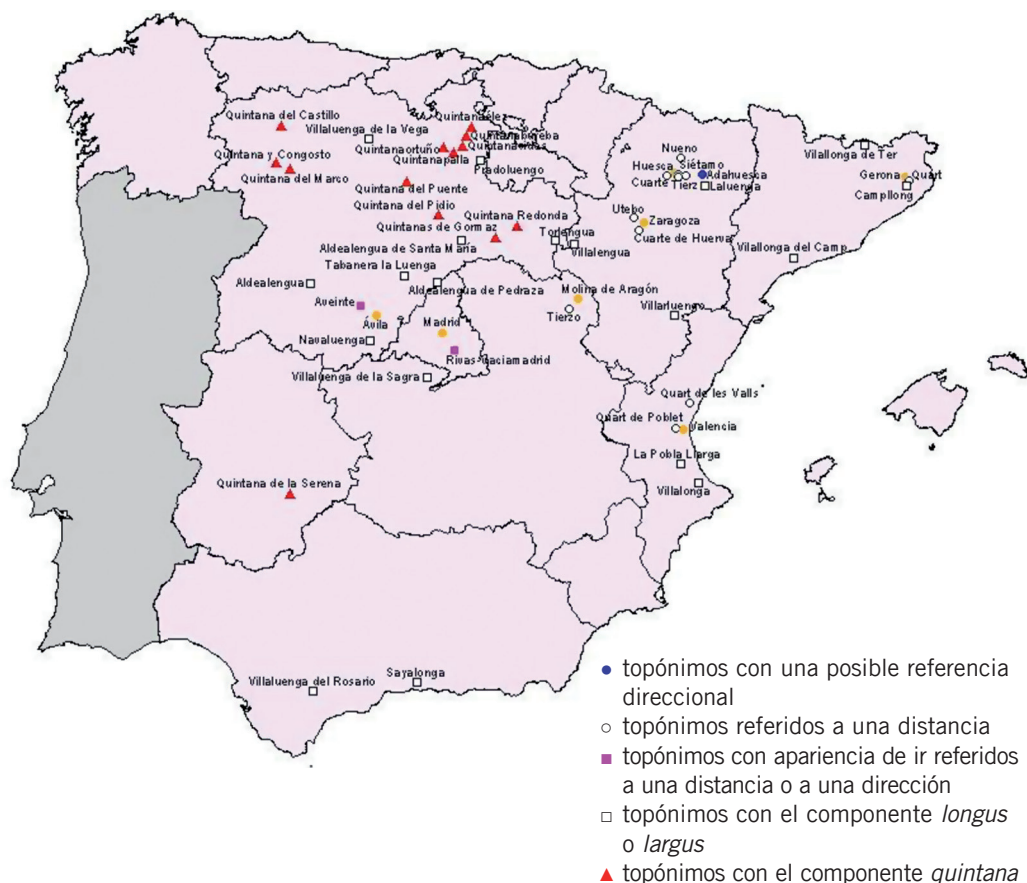 Quintana del Castillo
Villaluenga de la Vega
Quintanaélez
Quintanaortuño
Quintanapalla
Pradoluengo
Quintana y Congosto
Quintana del Marco
Quintana del Puente
Quintana del Pidio
Quintana Redonda
Quintanas de Gormaz
Aldealengua de Santa María
Torlengua
Villalengua
Tabanera la Luenga
Aldealengua
Aldealengua de Pedraza
Aveinte
Ávila
Madrid
Navaluenga
Rivas-Vaciamadrid
Villaluenga de la Sagra
Nueno
Huesca
Siétamo
Adahuesca
Cuarte
Tierz
Laluenga
Utebo
Zaragoza
Cuarte de Huerva
Villallonga de Ter
Gerona
Quart
Campllong
Villallonga del Camp
Molina de Aragón
Tierzo
Villarluengo
Quart de les Valls
Quart de Poblet
Valencia
La Pobla Llarga
Villalonga
Quintana de la Serena
Villaluenga del Rosario
Sayalonga
topónimos con una posible referencia
direccional
topónimos referidos a una distancia
topónimos con apariencia de ir referidos
a una distancia o a una dirección
topónimos con el componente longus
o largus
topónimos con el componente quintana